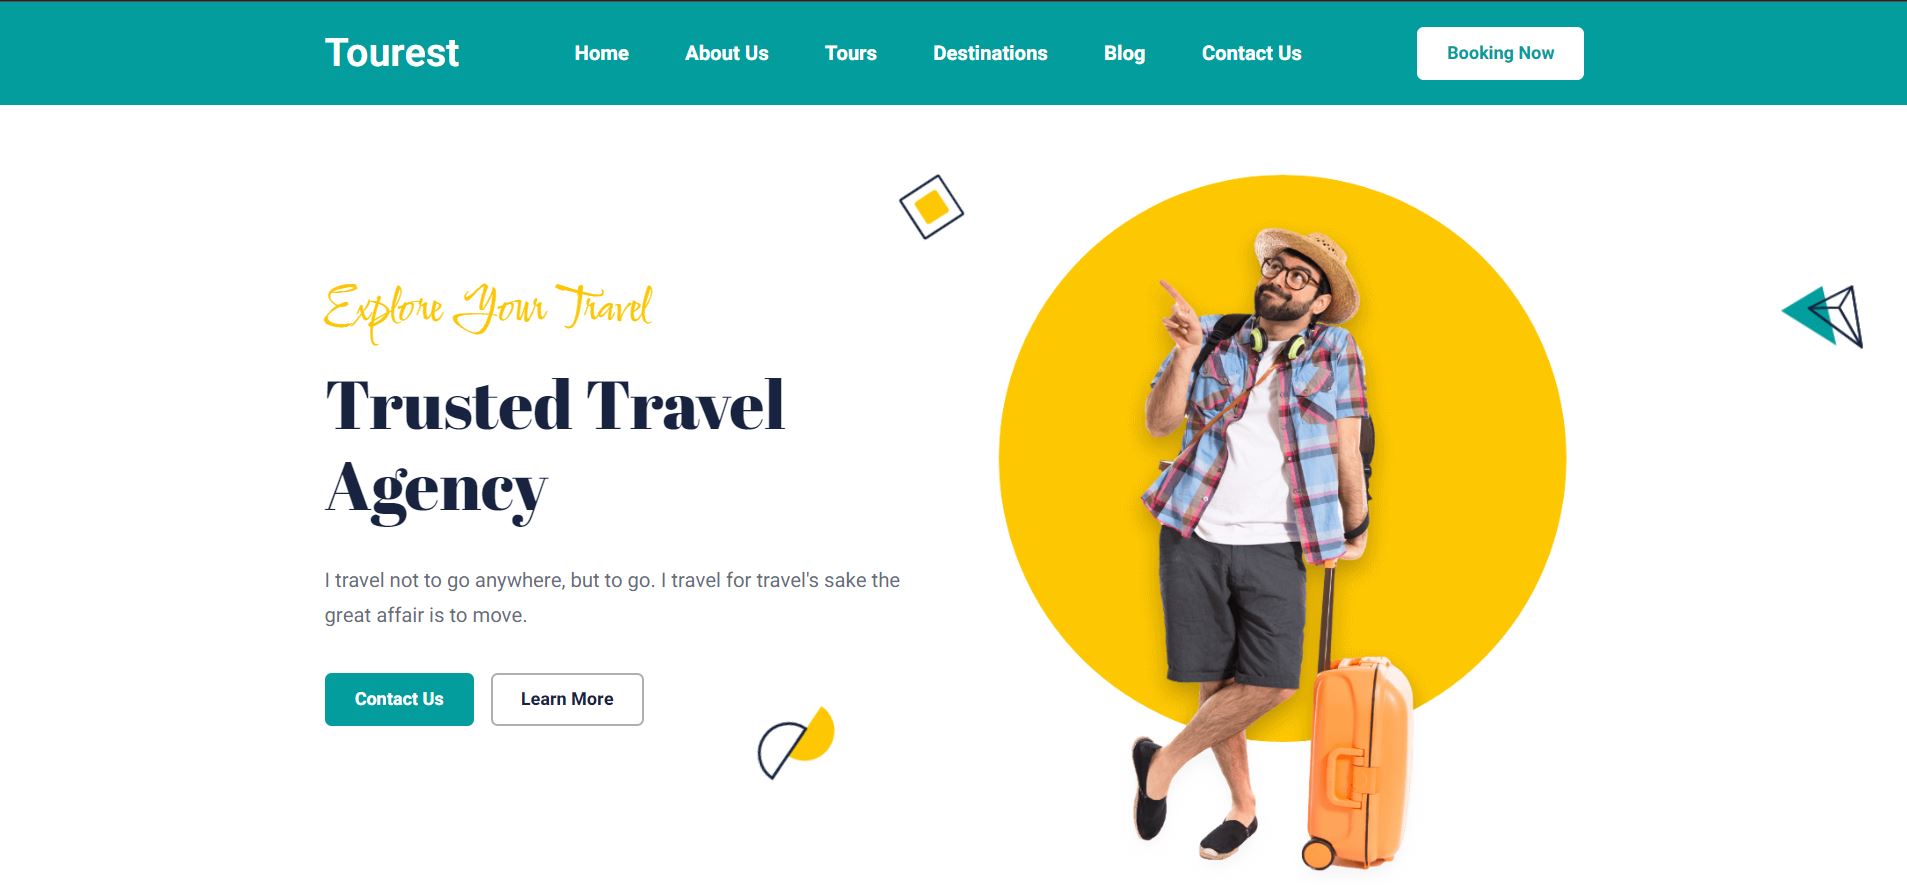 Tourest
Home
About Us
Tours
Destinations
Blog
Contact Us
Booking Now
Explore Your Travel
Trusted Travel
Agency
I travel not to go anywhere, but to go. I travel for travel's sake the
great affair is to move.
Contact Us
Learn More